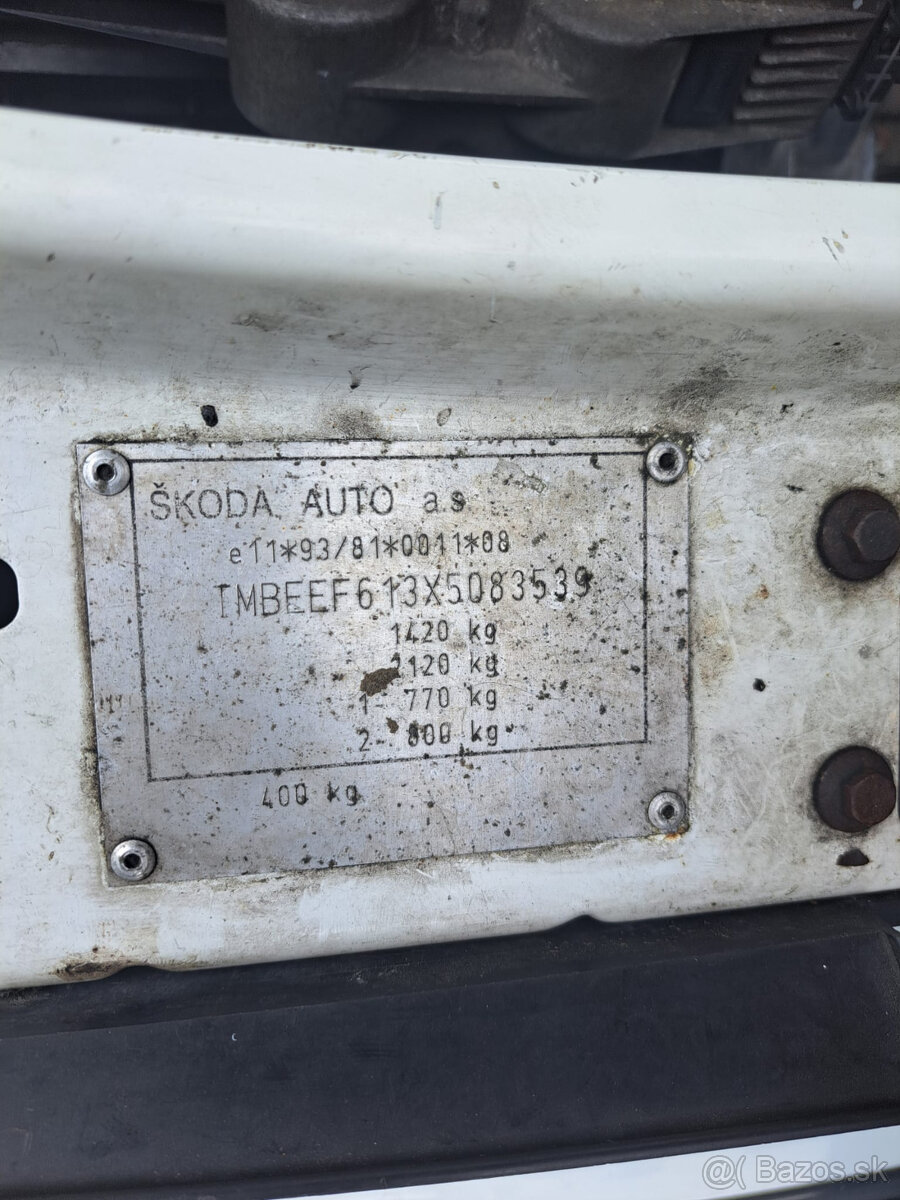 ŠKODA AUTO a.s
e11*93/81*0011*08
TMBEEF613X5083539
1420 kg
2120 kg
1- 770 kg
2- 800 kg
400 kg
@( Bazos.sk